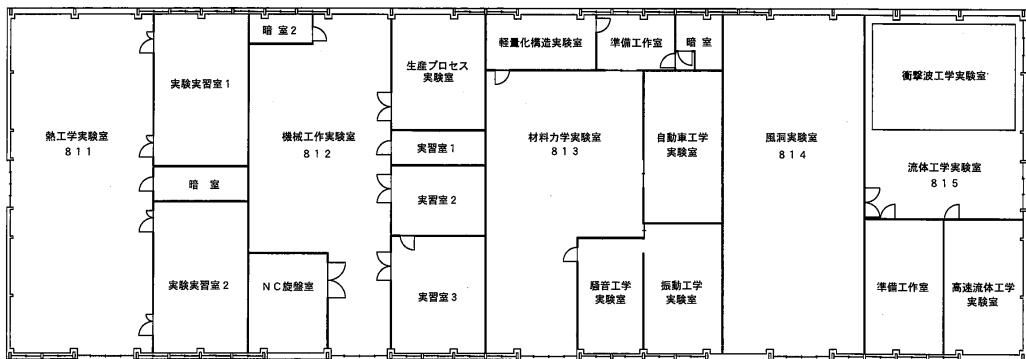 熱工学実験室
811
実験実習室1
暗 室
実験実習室2
暗 室2
機械工作実験室
812
NC旋盤室
生産プロセス
実験室
実習室1
実習室2
実習室3
軽量化構造実験室
準備工作室
暗 室
材料力学実験室
813
自動車工学
実験室
騒音工学
実験室
振動工学
実験室
風洞実験室
814
衝撃波工学実験室
流体工学実験室
815
準備工作室
高速流体工学
実験室